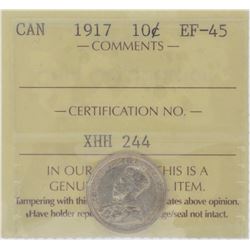 CAN 1917 10¢ EF-45
— COMMENTS —
— CERTIFICATION NO. —
XHH 244
IN OUR THIS IS A
GENU ITEM.
Tampering with thi ates above opinion.
Have holder rep ge/seal not intact.